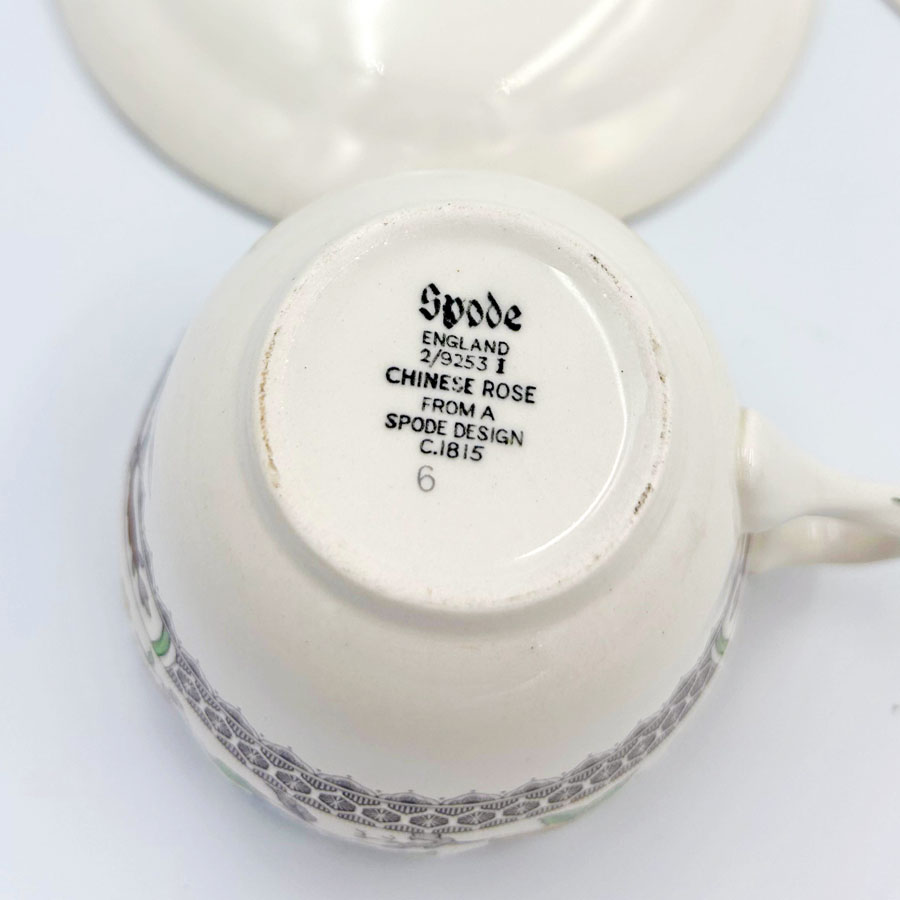 Spode
ENGLAND
2/9253 I
CHINESE ROSE
FROM A
SPODE DESIGN
C.1815
6